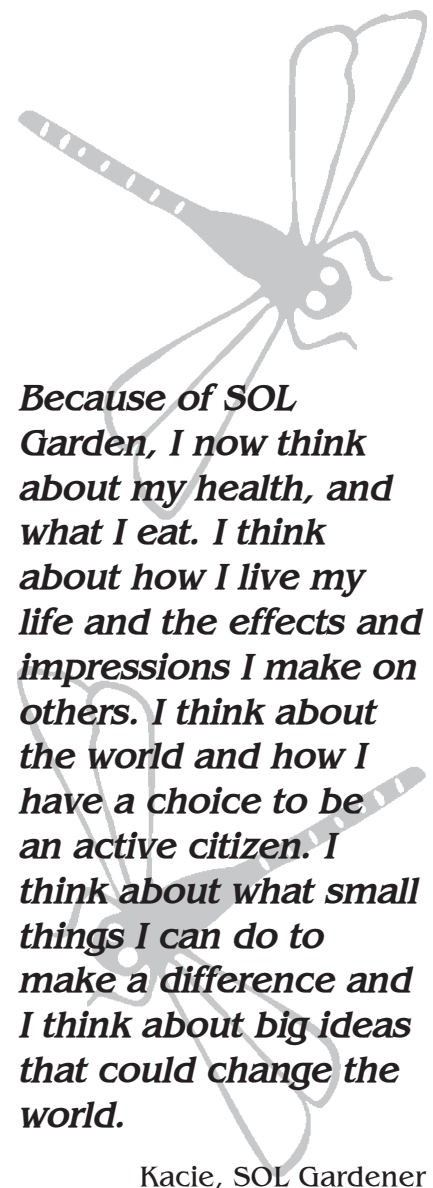 Because of SOL
Garden, I now think
about my health, and
what I eat. I think
about how I live my
life and the effects and
impressions I make on
others. I think about
the world and how I
have a choice to be
an active citizen. I
think about what small
things I can do to
make a difference and
I think about big ideas
that could change the
world.
Kacie, SOL Gardener